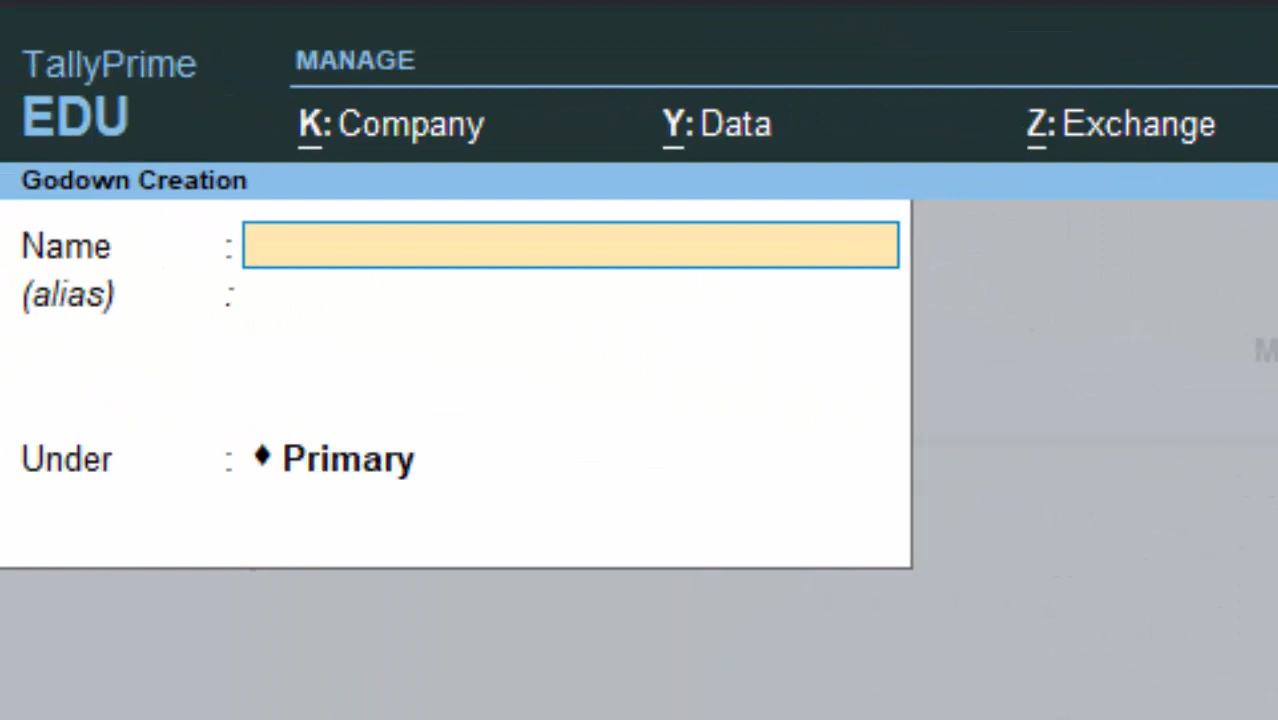 TallyPrime
EDU
MANAGE
K: Company Y: Data Z: Exchange
Godown Creation
Name :
(alias) :
Under : ♦ Primary
M